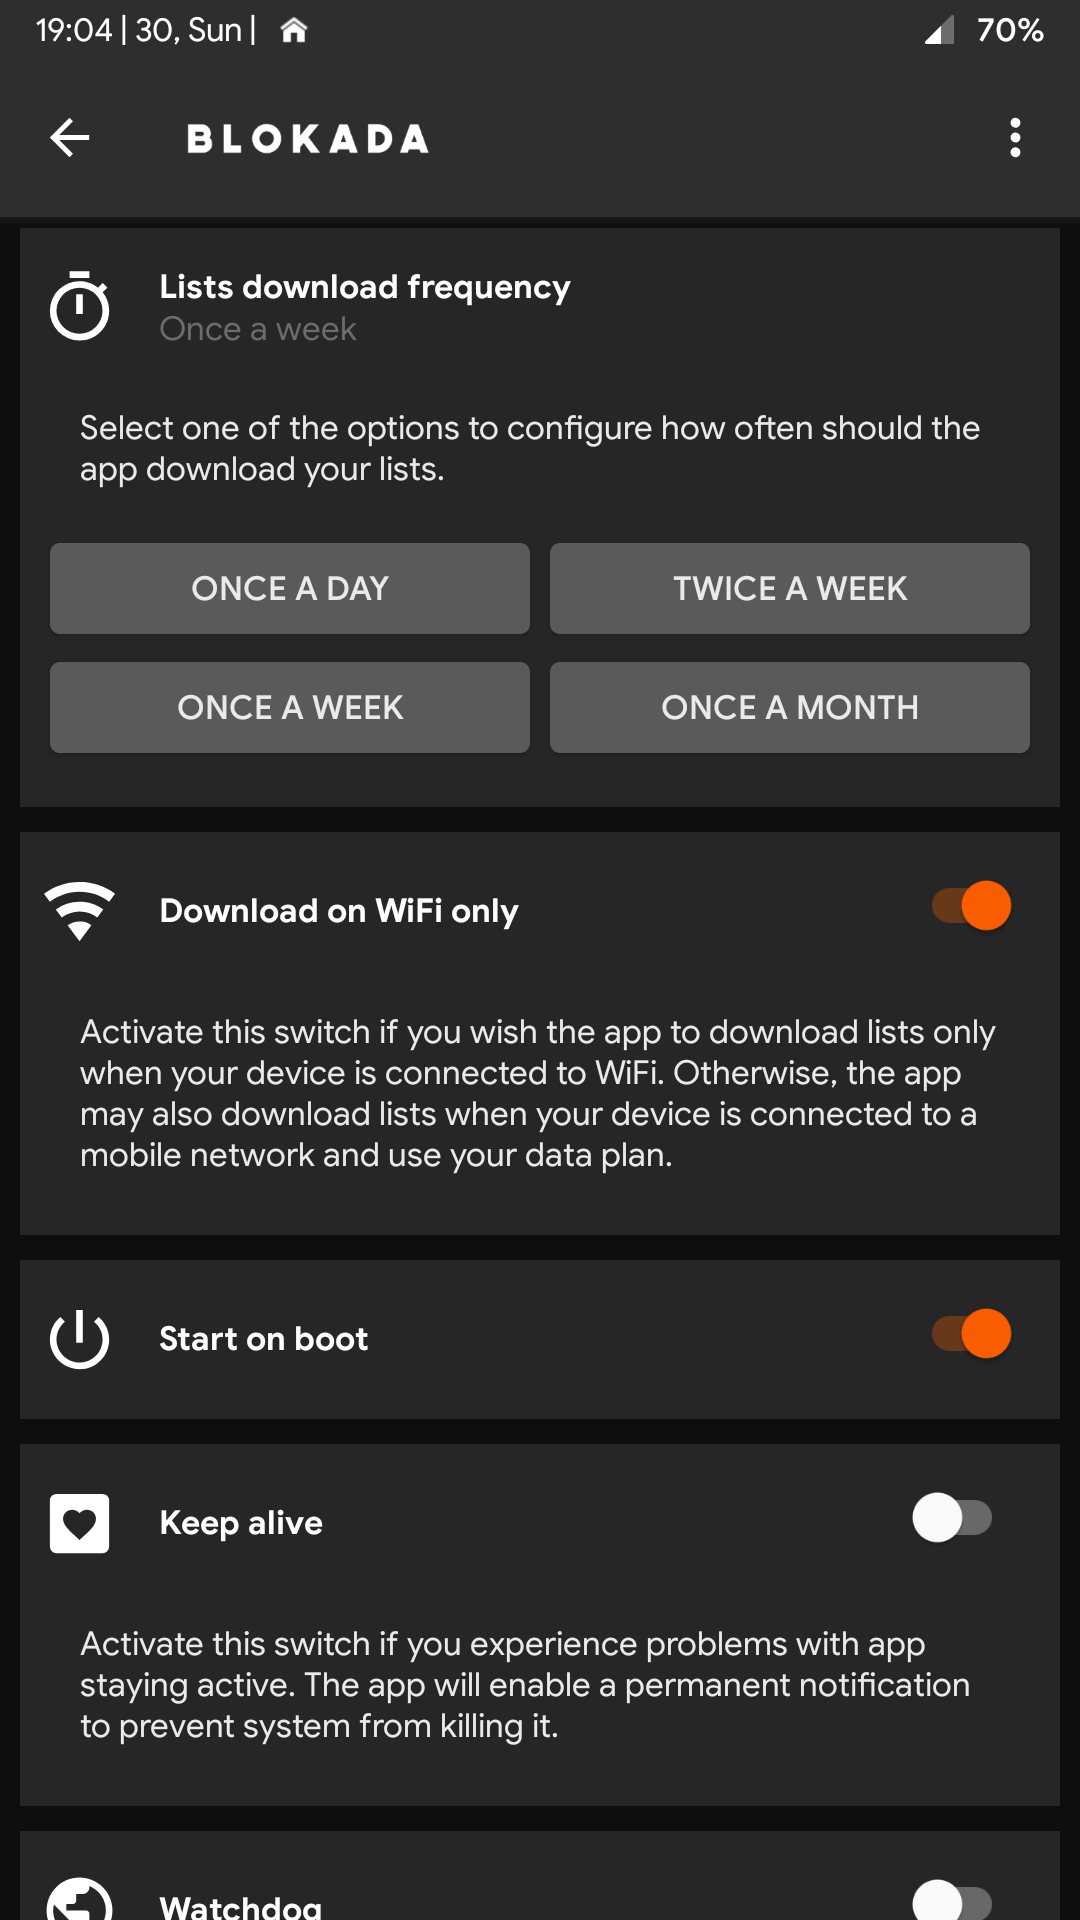 19:04 | 30, Sun |
70%
BLOKADA
Lists download frequency
Once a week
Select one of the options to configure how often should the
app download your lists.
ONCE A DAY
TWICE A WEEK
ONCE A WEEK
ONCE A MONTH
Download on WiFi only
Activate this switch if you wish the app to download lists only
when your device is connected to WiFi. Otherwise, the app
may also download lists when your device is connected to a
mobile network and use your data plan.
Start on boot
Keep alive
Activate this switch if you experience problems with app
staying active. The app will enable a permanent notification
to prevent system from killing it.
Watchdog